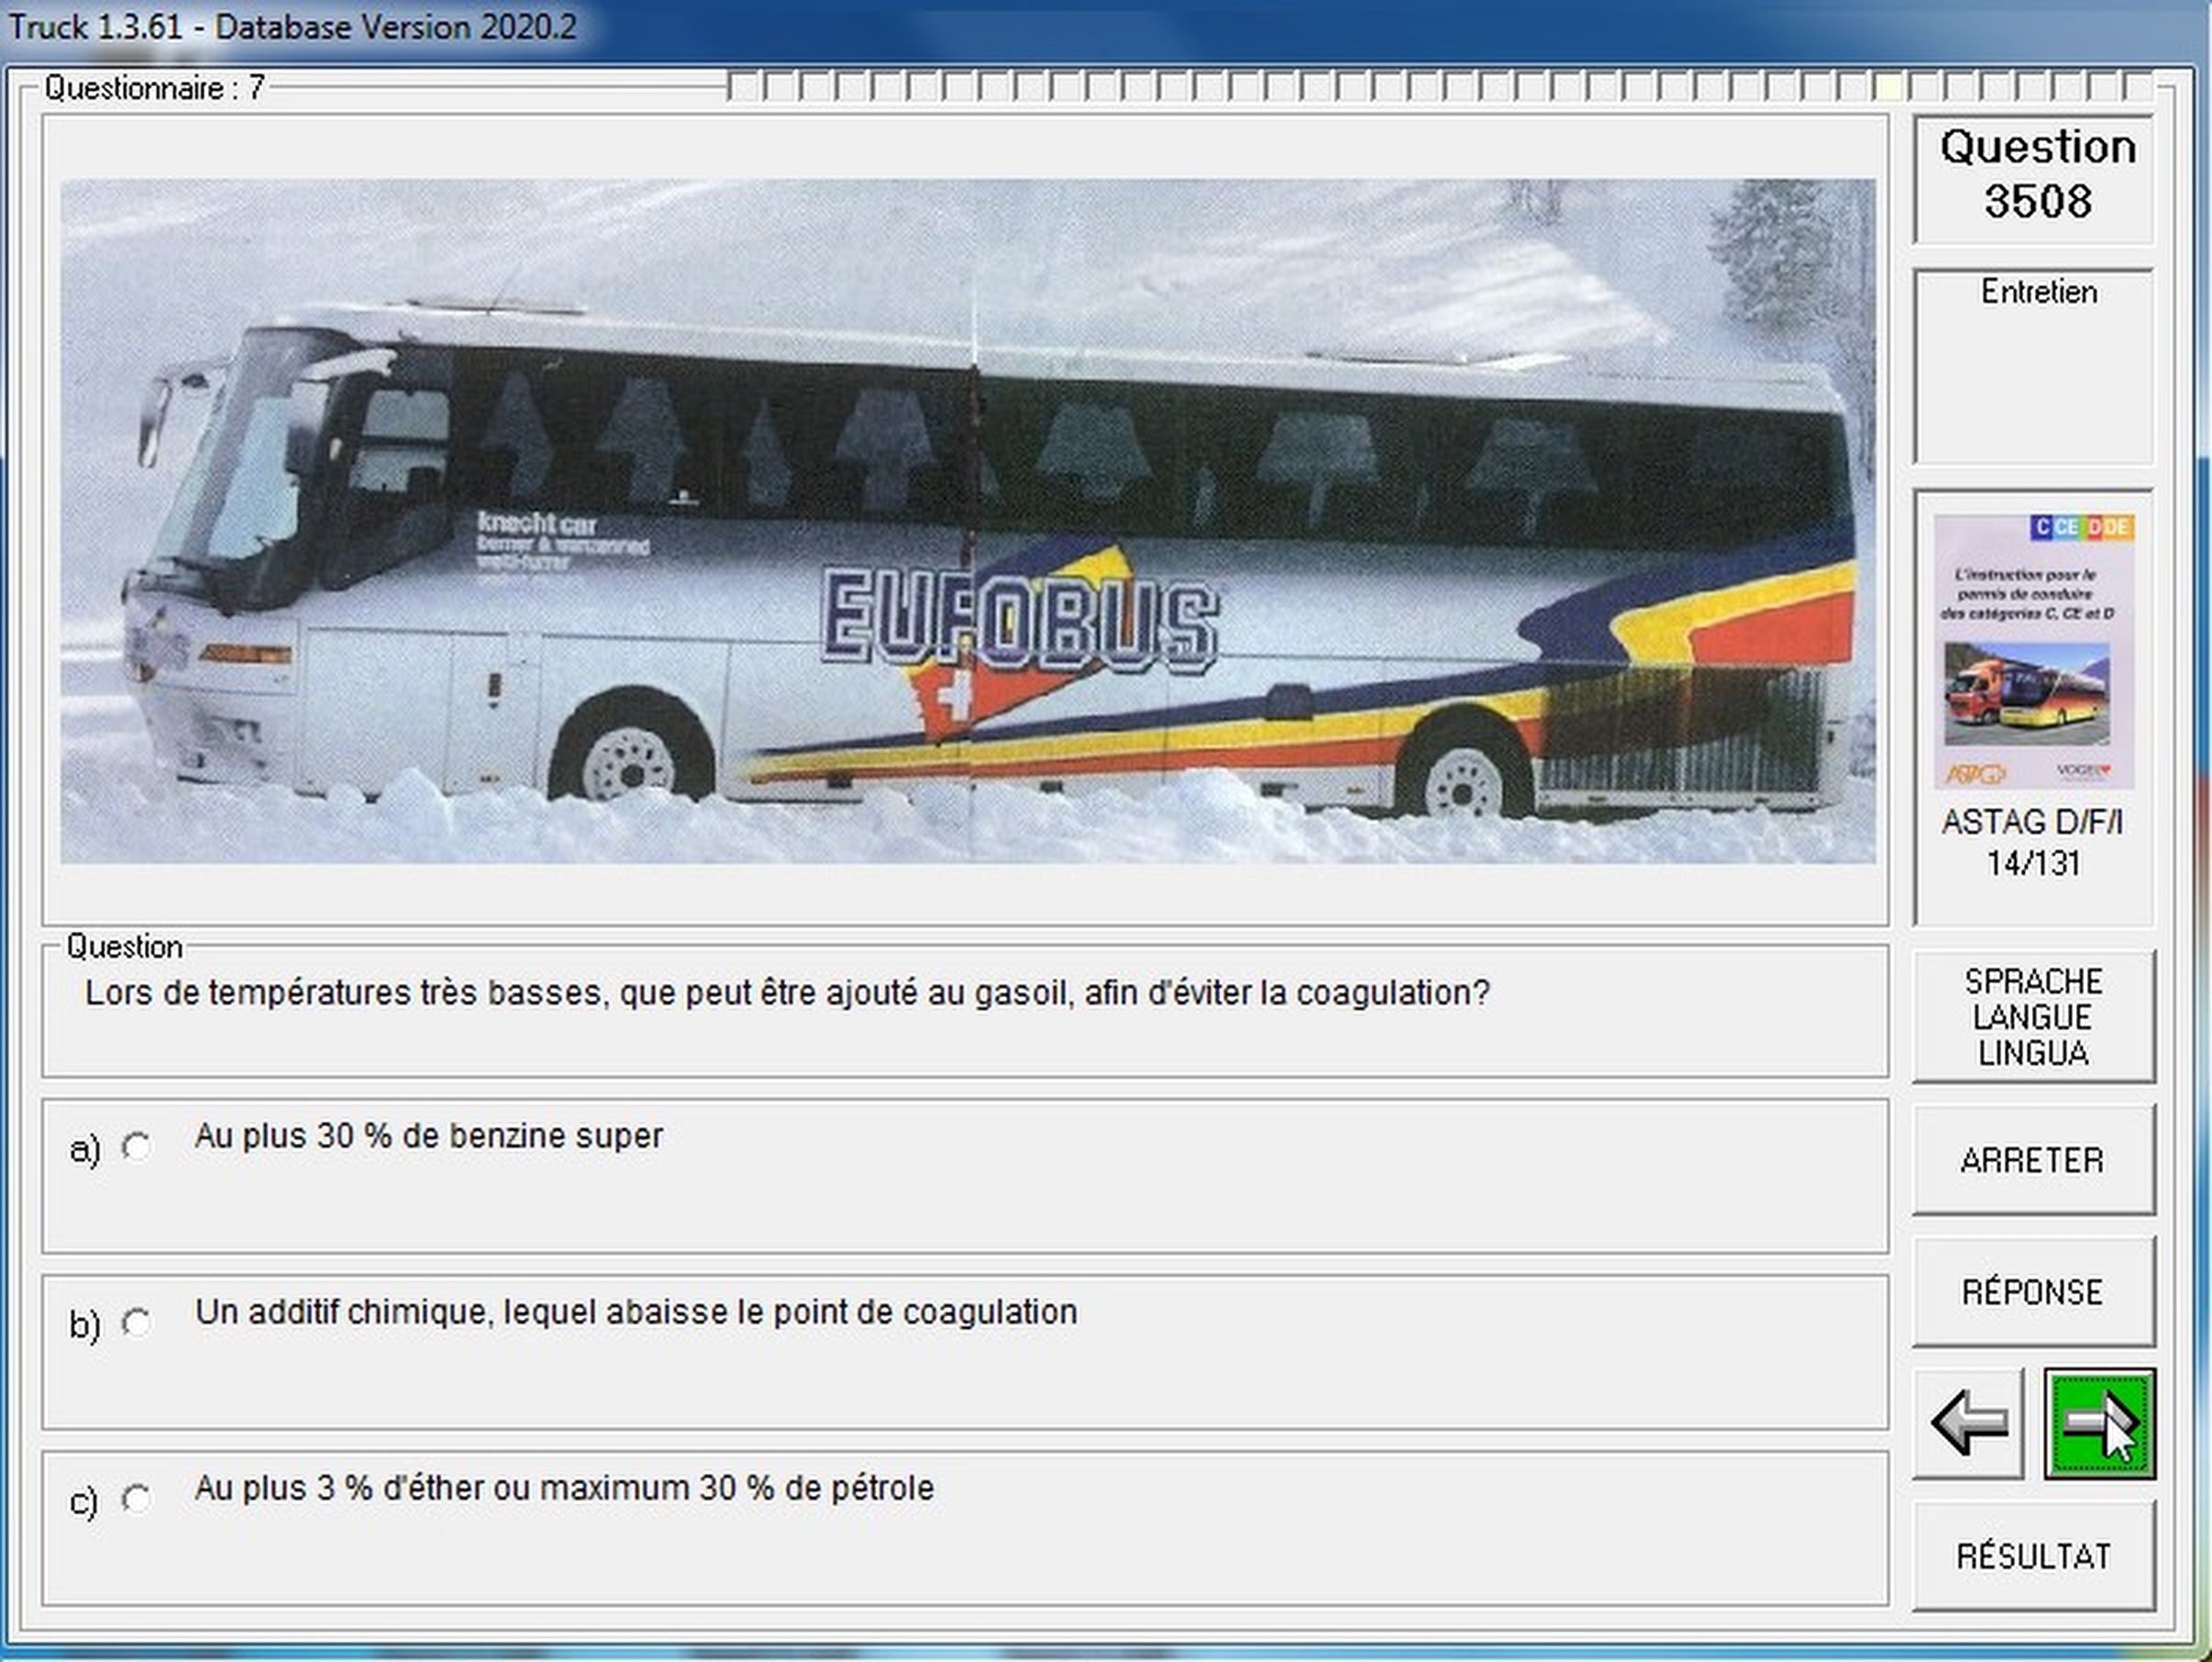 Truck 1.3.61 - Database Version 2020.2
Questionnaire : 7
Question
3508
Entretien
knecht car
EUROBUS
C CE D DE
L'instruction pour le
permis de conduire
des catégories C, CE et D
ASTAG
VOGEL
ASTAG D/F/I
14/131
Question
Lors de températures très basses, que peut être ajouté au gasoil, afin d'éviter la coagulation?
a) Au plus 30 % de benzine super
b) Un additif chimique, lequel abaisse le point de coagulation
c) Au plus 3 % d'éther ou maximum 30 % de pétrole
SPRACHE
LANGUE
LINGUA
ARRETER
RÉPONSE
RÉSULTAT